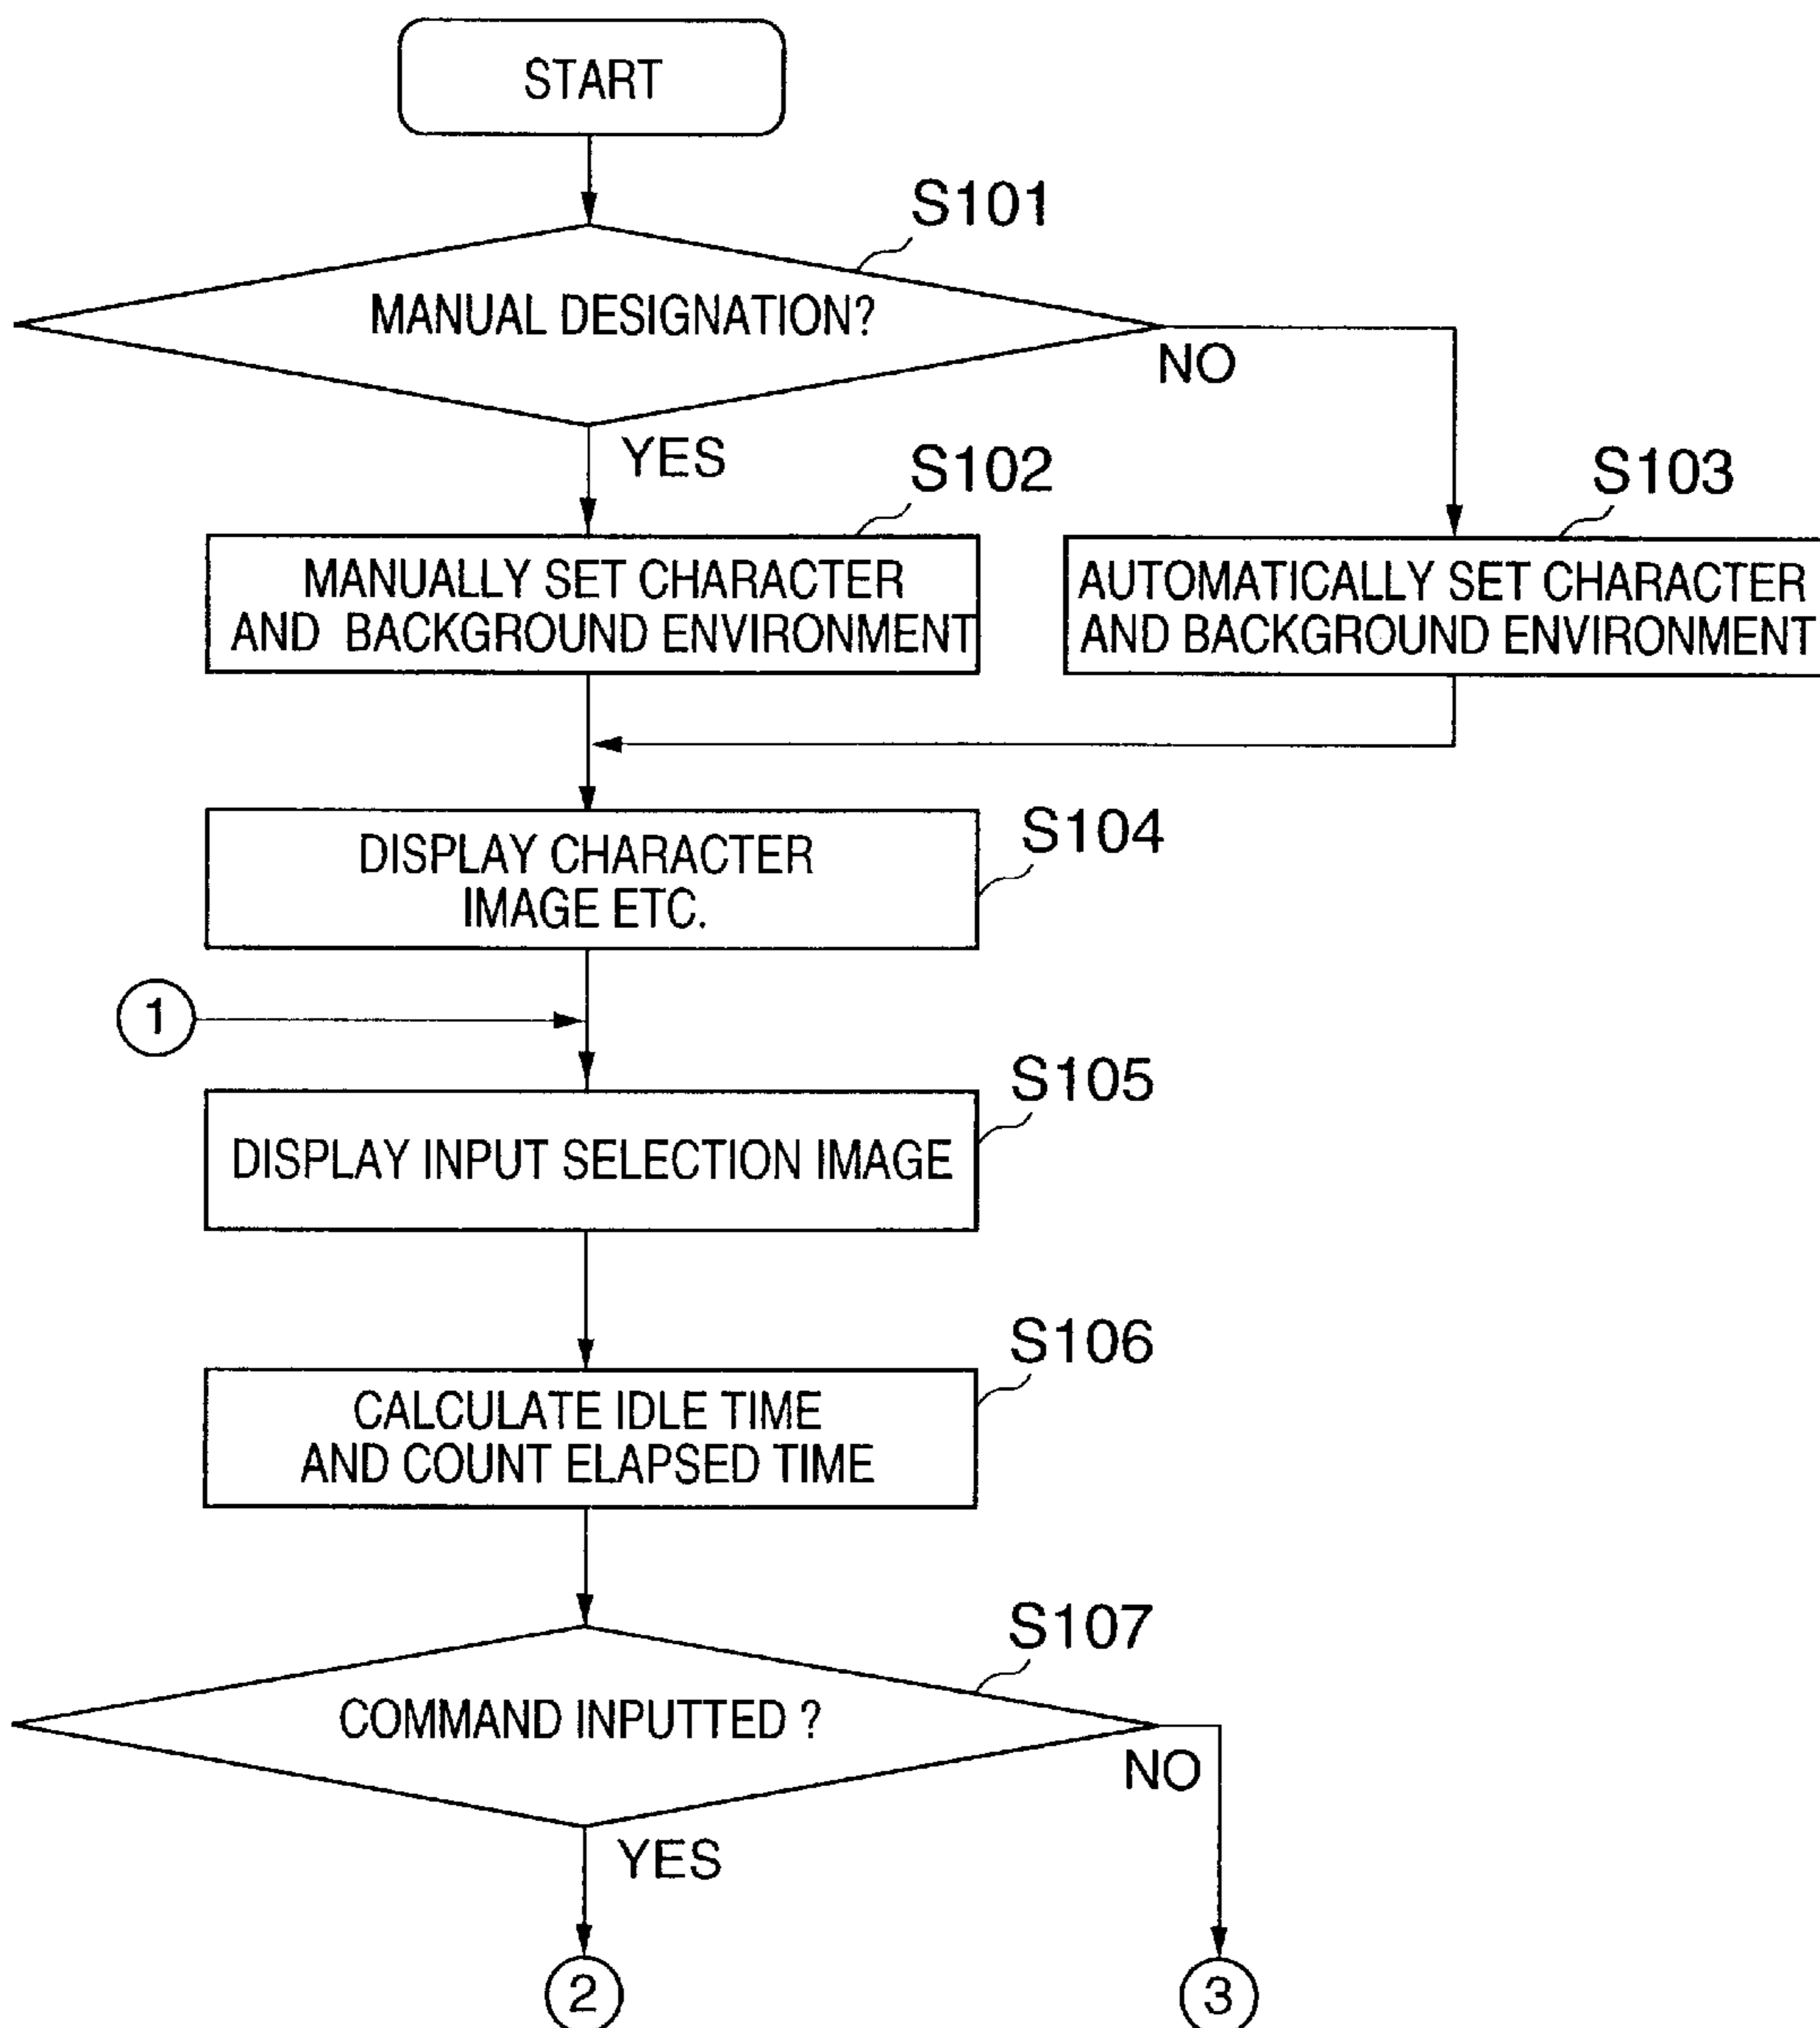 START
S101
MANUAL DESIGNATION?
NO
YES
S102
S103
MANUALLY SET CHARACTER
AND BACKGROUND ENVIRONMENT
AUTOMATICALLY SET CHARACTER
AND BACKGROUND ENVIRONMENT
S104
DISPLAY CHARACTER
IMAGE ETC.
1
S105
DISPLAY INPUT SELECTION IMAGE
S106
CALCULATE IDLE TIME
AND COUNT ELAPSED TIME
S107
COMMAND INPUTTED ?
NO
YES
2
3